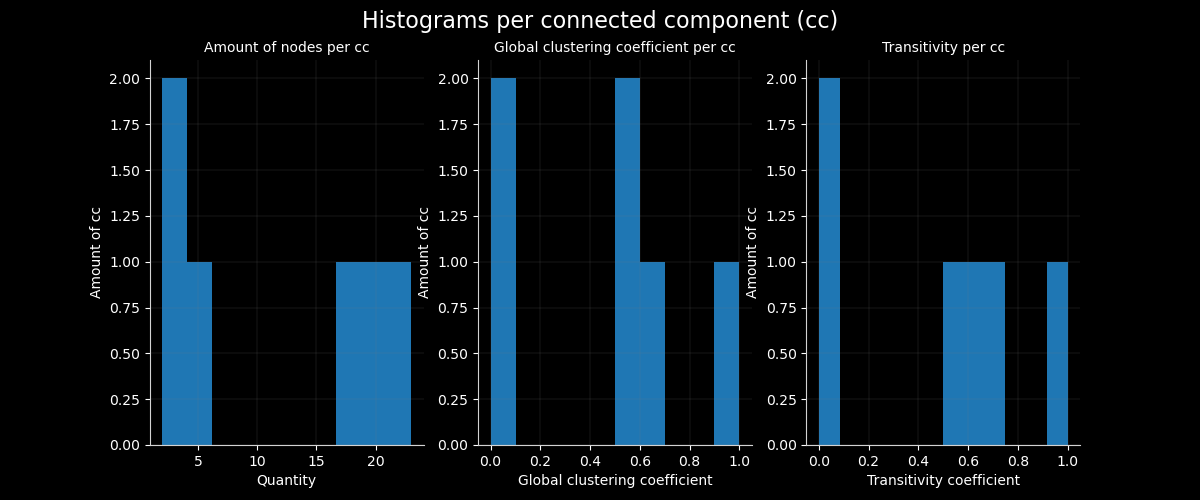 Histograms per connected component (cc)
Amount of nodes per cc
Amount of cc
2.00
1.75
1.50
1.25
1.00
0.75
0.50
0.25
0.00
5 10 15 20
Quantity
Global clustering coefficient per cc
Amount of cc
2.00
1.75
1.50
1.25
1.00
0.75
0.50
0.25
0.00
0.0 0.2 0.4 0.6 0.8 1.0
Global clustering coefficient
Transitivity per cc
Amount of cc
2.00
1.75
1.50
1.25
1.00
0.75
0.50
0.25
0.00
0.0 0.2 0.4 0.6 0.8 1.0
Transitivity coefficient